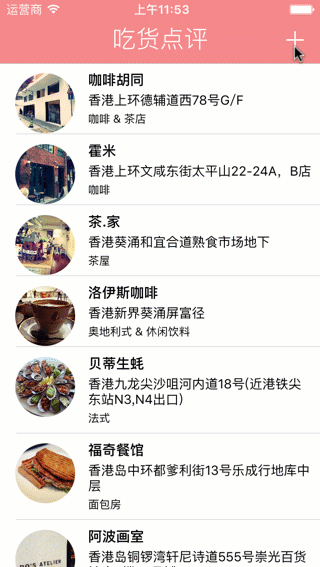 运营商 上午11:53
吃货点评 +
咖啡胡同
香港上环德辅道西78号G/F
咖啡 & 茶店
霍米
香港上环文咸东街太平山22-24A，B店
咖啡
茶.家
香港葵涌和宜合道熟食市场地下
茶屋
洛伊斯咖啡
香港新界葵涌屏富径
奥地利式 & 休闲饮料
贝蒂生蚝
香港九龙尖沙咀河内道18号(近港铁尖
东站N3,N4出口)
法式
福奇餐馆
香港岛中环都爹利街13号乐成行地库中
层
面包房
阿波画室
香港岛铜锣湾轩尼诗道555号崇光百货